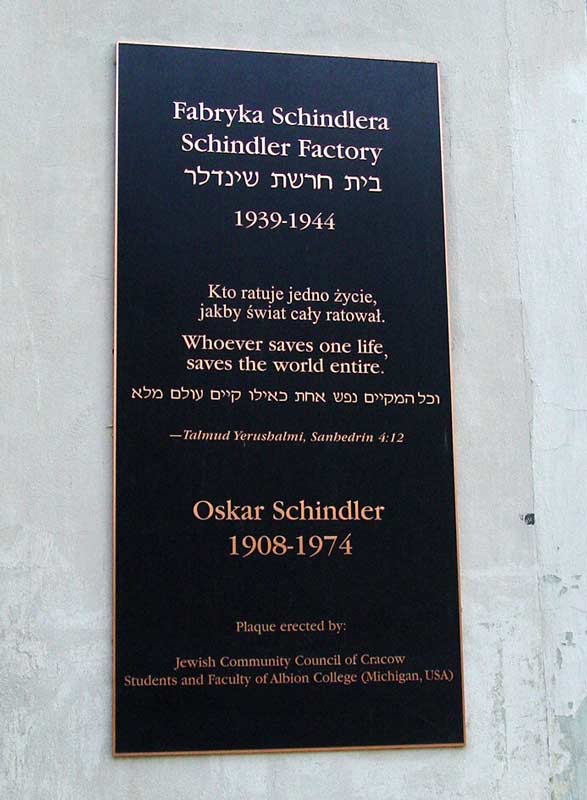 Fabryka Schindlera
Schindler Factory
בית חרשת שינדלר
1939-1944
Kto ratuje jedno życie,
jakby świat cały ratował.
Whoever saves one life,
saves the world entire.
וכל המקיים נפש אחת כאילו קיים עולם מלא
—Talmud Yerushalmi, Sanhedrin 4:12
Oskar Schindler
1908-1974
Plaque erected by:
Jewish Community Council of Cracow
Students and Faculty of Albion College (Michigan, USA)